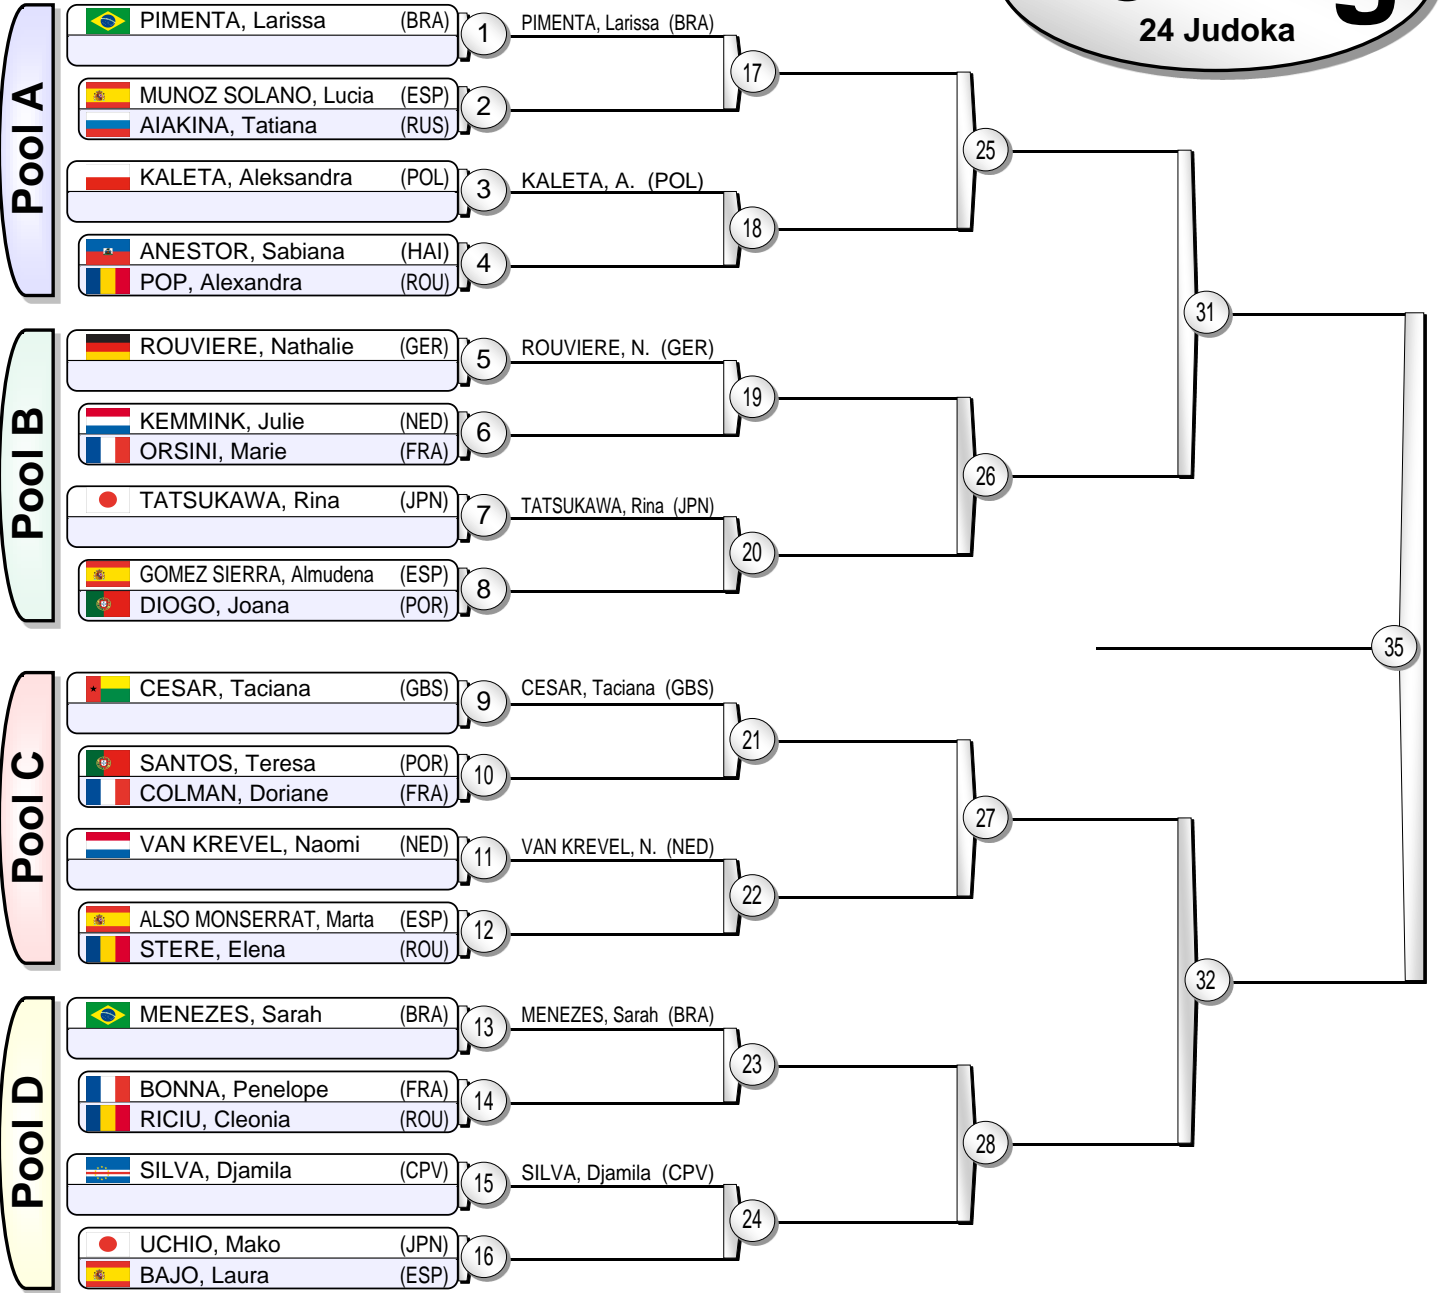 24 Judoka
Pool A
PIMENTA, Larissa (BRA) 1 PIMENTA, Larissa (BRA)
17
MUNOZ SOLANO, Lucia (ESP) 2
AIAKINA, Tatiana (RUS)
25
KALETA, Aleksandra (POL) 3 KALETA, A. (POL)
18
ANESTOR, Sabiana (HAI) 4
POP, Alexandra (ROU)
31
Pool B
ROUVIERE, Nathalie (GER) 5 ROUVIERE, N. (GER)
19
KEMMINK, Julie (NED) 6
ORSINI, Marie (FRA)
26
TATSUKAWA, Rina (JPN) 7 TATSUKAWA, Rina (JPN)
20
GOMEZ SIERRA, Almudena (ESP) 8
DIOGO, Joana (POR)
35
Pool C
CESAR, Taciana (GBS) 9 CESAR, Taciana (GBS)
21
SANTOS, Teresa (POR) 10
COLMAN, Doriane (FRA)
27
VAN KREVEL, Naomi (NED) 11 VAN KREVEL, N. (NED)
22
ALSO MONSERRAT, Marta (ESP) 12
STERE, Elena (ROU)
32
Pool D
MENEZES, Sarah (BRA) 13 MENEZES, Sarah (BRA)
23
BONNA, Penelope (FRA) 14
RICIU, Cleonia (ROU)
28
SILVA, Djamila (CPV) 15 SILVA, Djamila (CPV)
24
UCHIO, Mako (JPN) 16
BAJO, Laura (ESP)